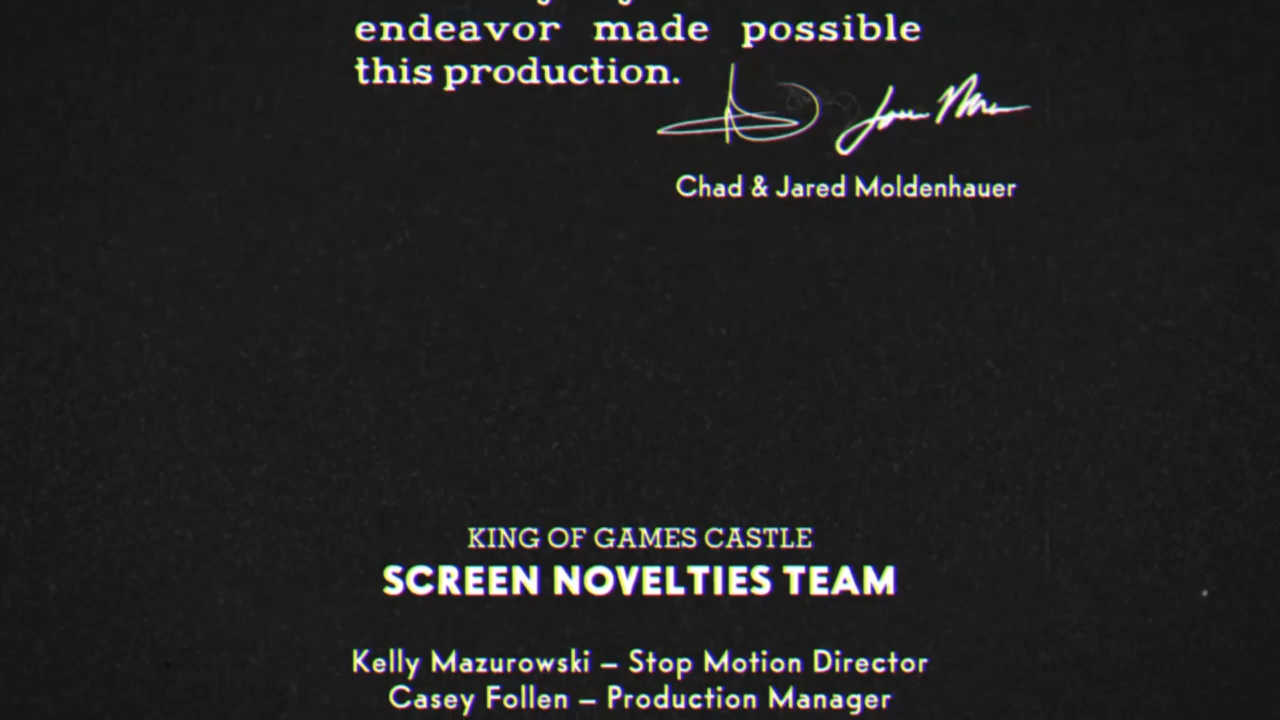 endeavor made possible
this production.
Chad & Jared Moldenhauer
KING OF GAMES CASTLE
SCREEN NOVELTIES TEAM
Kelly Mazurowski – Stop Motion Director
Casey Follen – Production Manager